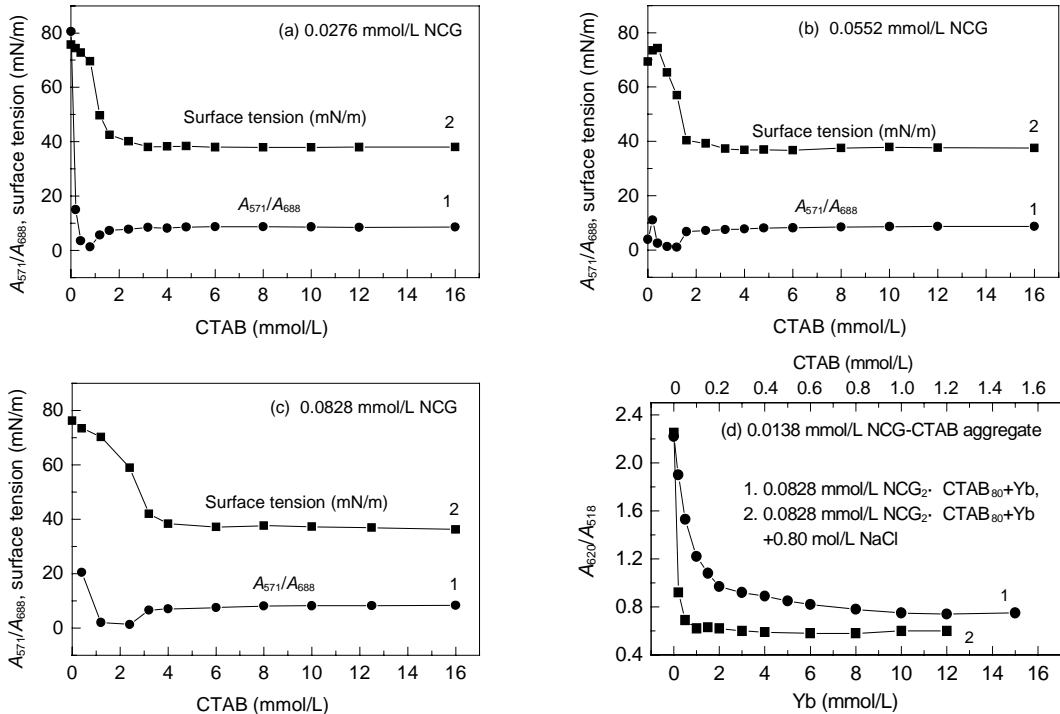 (a) 0.0276 mmol/L NCG
A571/A688, surface tension (mN/m)
80
60
40
20
0
Surface tension (mN/m)
2
A571/A688
1
0 2 4 6 8 10 12 14 16
CTAB (mmol/L)
(b) 0.0552 mmol/L NCG
A571/A688, surface tension (mN/m)
80
60
40
20
0
Surface tension (mN/m)
2
A571/A688
1
0 2 4 6 8 10 12 14 16
CTAB (mmol/L)
(c) 0.0828 mmol/L NCG
A571/A688, surface tension (mN/m)
80
60
40
20
0
Surface tension (mN/m)
2
A571/A688
1
0 2 4 6 8 10 12 14 16
CTAB (mmol/L)
CTAB (mmol/L)
0 0.2 0.4 0.6 0.8 1.0 1.2 1.4 1.6
(d) 0.0138 mmol/L NCG-CTAB aggregate
A620/A518
2.4
2.0
1.6
1.2
0.8
0.4
1. 0.0828 mmol/L NCG2· CTAB80+Yb,
2. 0.0828 mmol/L NCG2· CTAB80+Yb
+0.80 mol/L NaCl
1
2
0 2 4 6 8 10 12 14 16
Yb (mmol/L)